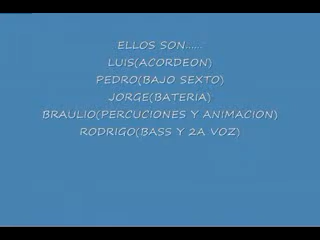 ELLOS SON......
LUIS(ACORDEON)
PEDRO(BAJO SEXTO)
JORGE(BATERIA)
BRAULIO(PERCUCIONES Y ANIMACION)
RODRIGO(BASS Y 2A VOZ)